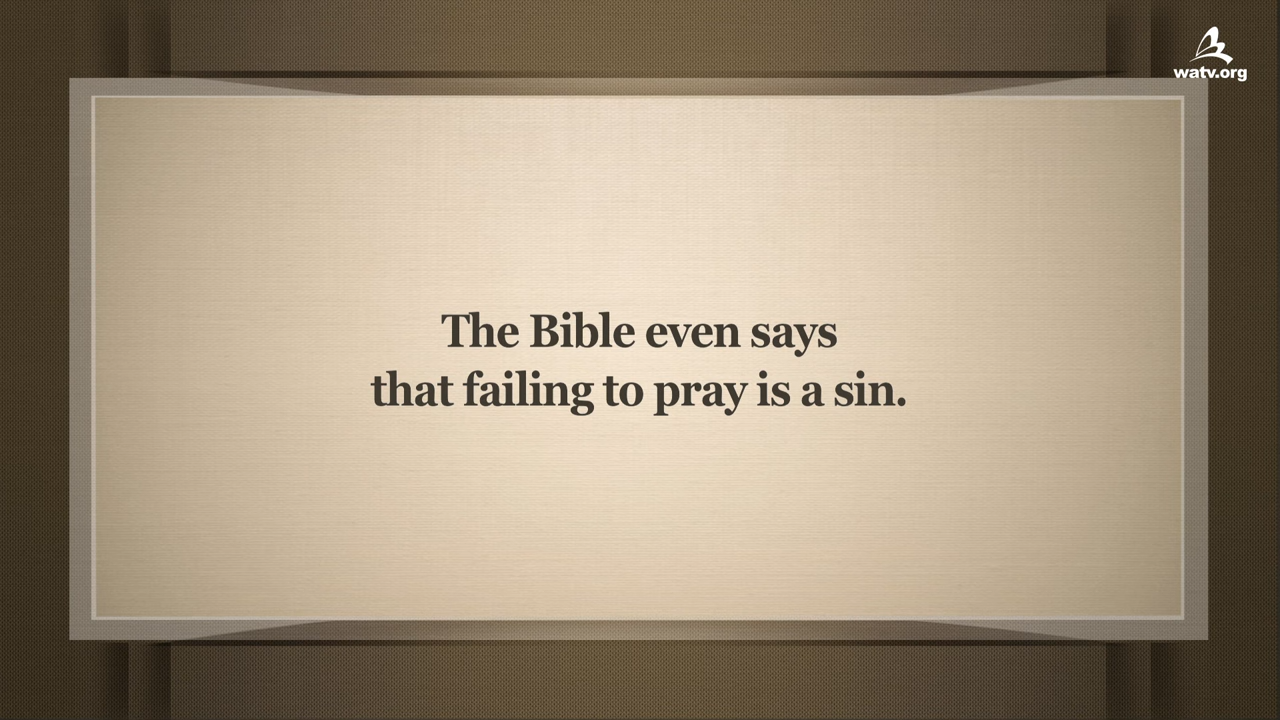 watv.org
The Bible even says
that failing to pray is a sin.